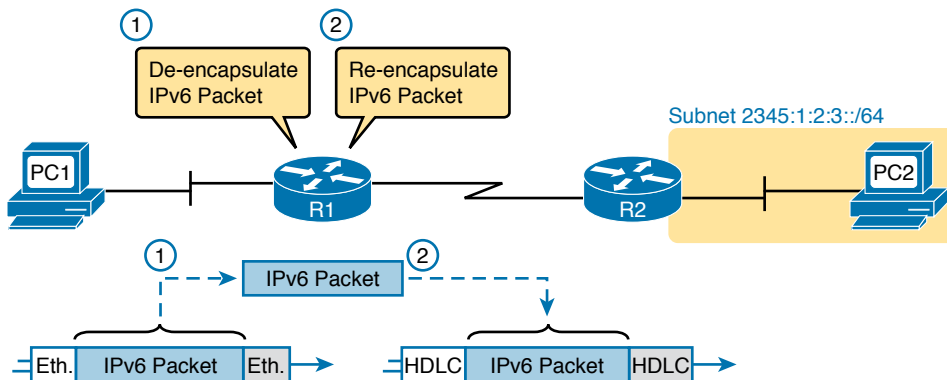 1
2
De-encapsulate
IPv6 Packet
Re-encapsulate
IPv6 Packet
Subnet 2345:1:2:3::/64
PC1
R1
R2
PC2
1
IPv6 Packet
2
Eth. IPv6 Packet Eth.
HDLC IPv6 Packet HDLC